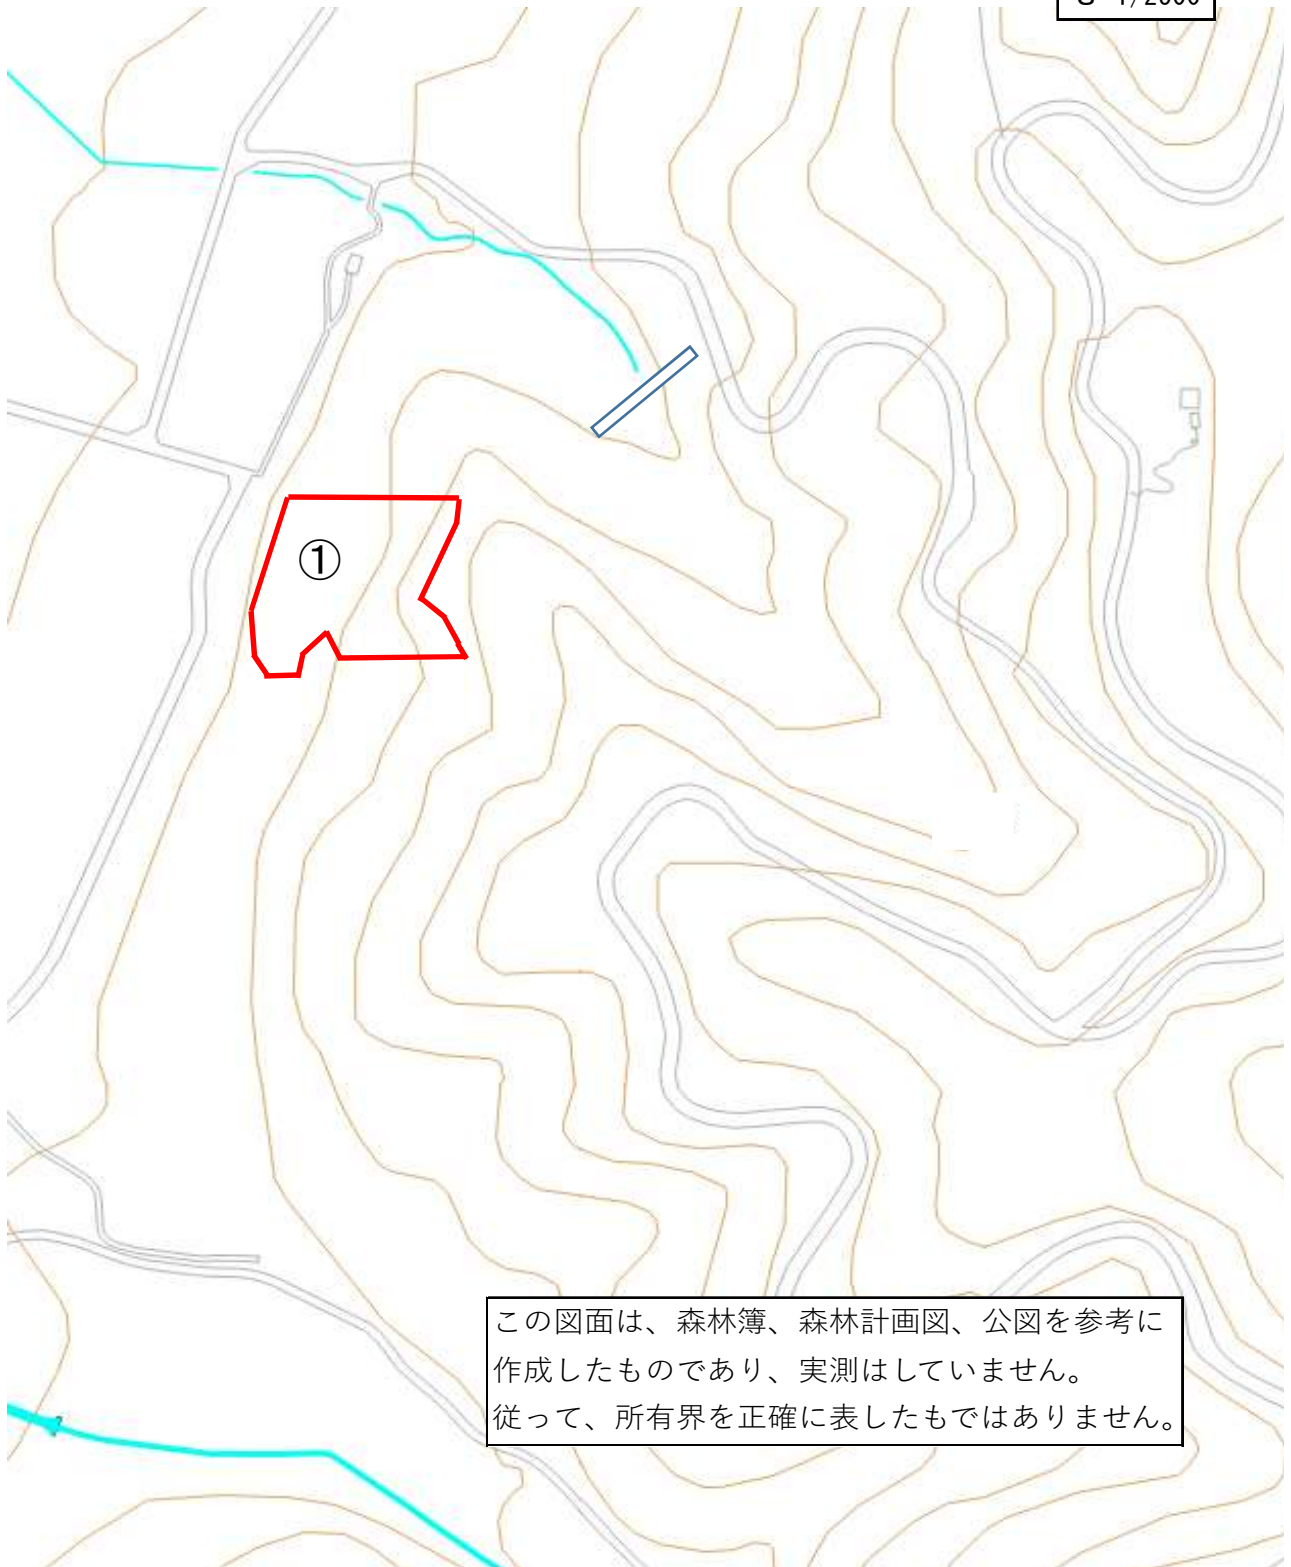 ①
この図面は、森林簿、森林計画図、公図を参考に
作成したものであり、実測はしていません。
従って、所有界を正確に表したもではありません。